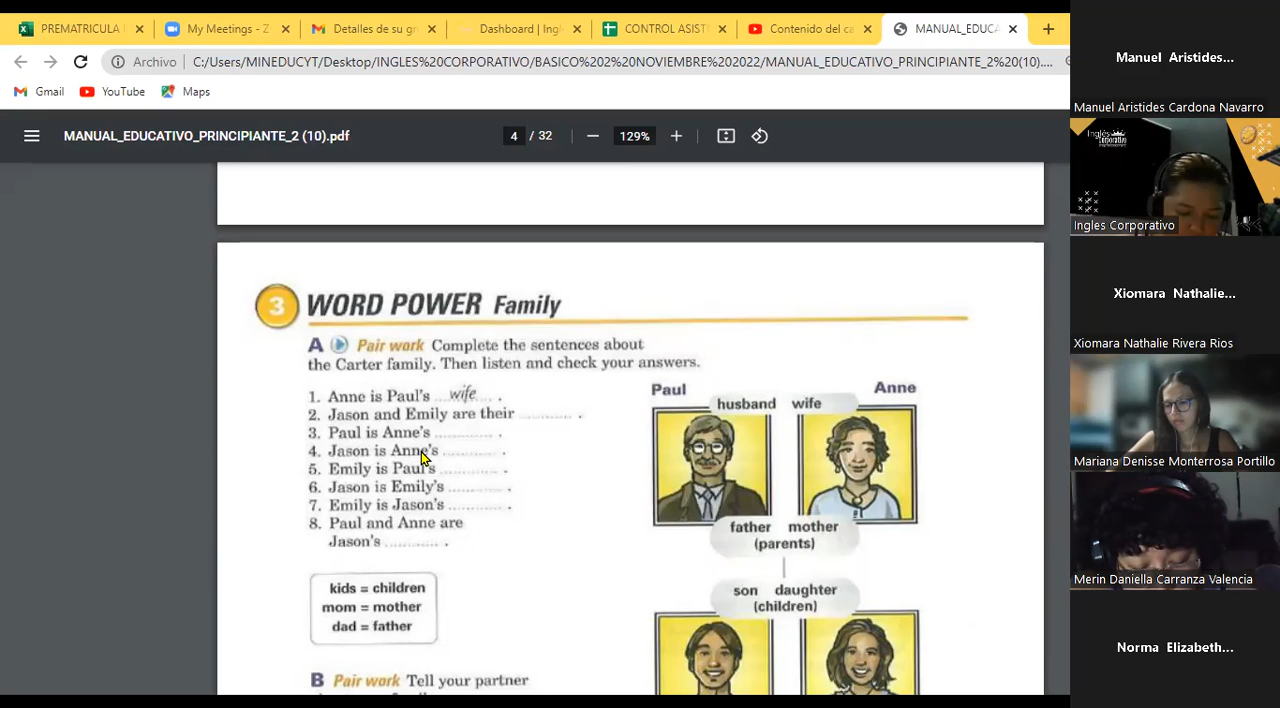 PREMATRICULA
My Meetings - Z
Detalles de su gr
Dashboard | Ingl
CONTROL ASIST
Contenido del ca
MANUAL_EDUCA
Archivo
C:/Users/MINEDUCYT/Desktop/INGLES%20CORPORATIVO/BASICO%202%20NOVIEMBRE%202022/MANUAL_EDUCATIVO_PRINCIPIANTE_2%20(10)....
Gmail
YouTube
Maps
MANUAL_EDUCATIVO_PRINCIPIANTE_2 (10).pdf
4 / 32
129%
3 WORD POWER Family
A Pair work Complete the sentences about
the Carter family. Then listen and check your answers.
1. Anne is Paul's ....wife.... .
2. Jason and Emily are their ............ .
3. Paul is Anne's ............ .
4. Jason is Anne's ............ .
5. Emily is Paul's ............ .
6. Jason is Emily's ............ .
7. Emily is Jason's ............ .
8. Paul and Anne are
Jason's ............ .
kids = children
mom = mother
dad = father
B Pair work Tell your partner
Paul
Anne
husband wife
father mother
(parents)
son daughter
(children)
Manuel Aristides...
Manuel Aristides Cardona Navarro
Inglés
Corporativo
Ingles Corporativo
Xiomara Nathalie...
Xiomara Nathalie Rivera Rios
Mariana Denisse Monterrosa Portillo
Merin Daniella Carranza Valencia
Norma Elizabeth...